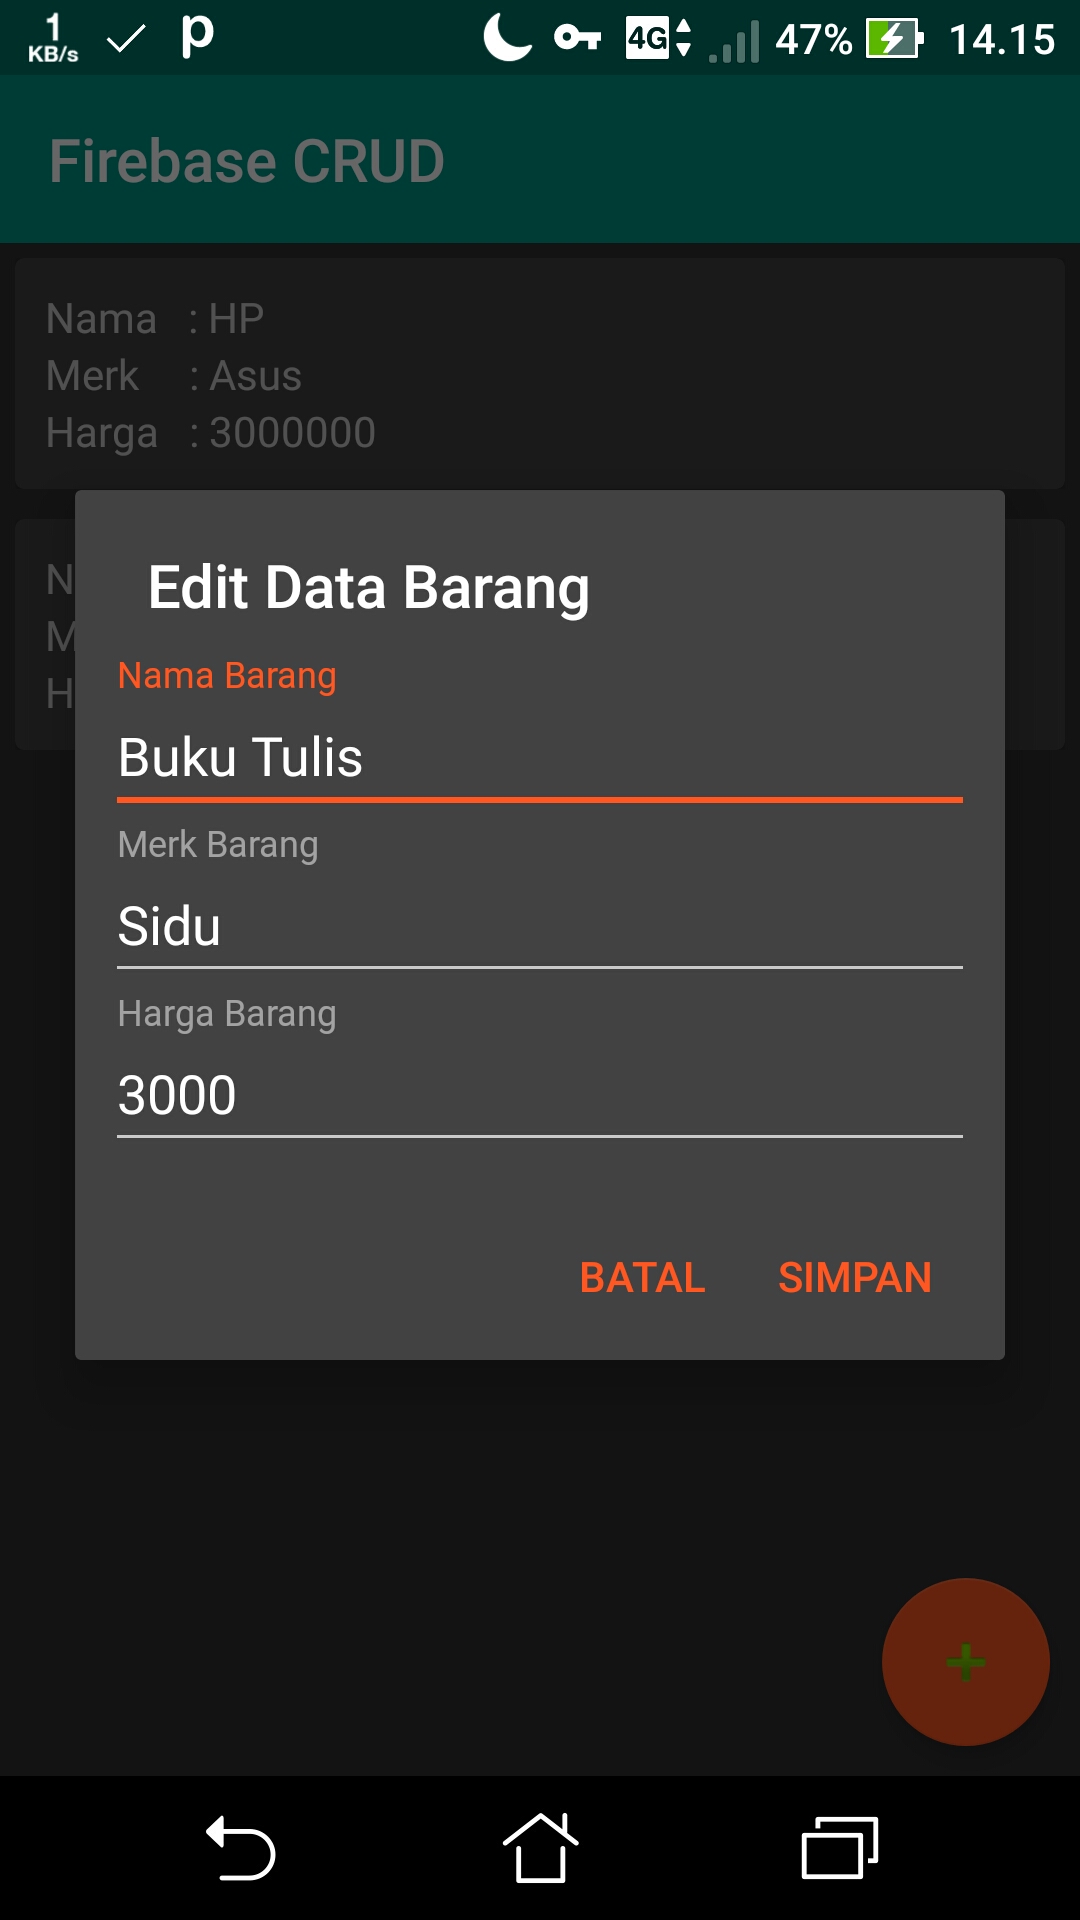 1
KB/s
p
4G
47%
14.15
Firebase CRUD
Nama : HP
Merk : Asus
Harga : 3000000
N
M
H
Edit Data Barang
Nama Barang
Buku Tulis
Merk Barang
Sidu
Harga Barang
3000
BATAL SIMPAN